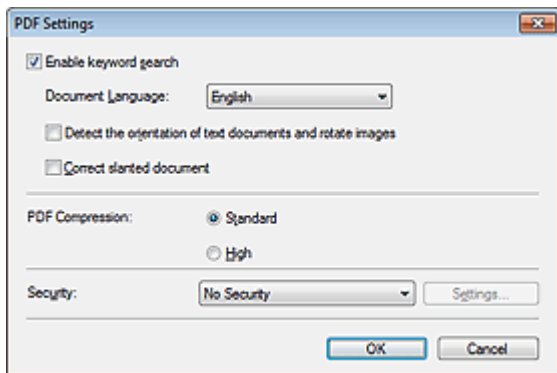 PDF Settings
Enable keyword search
Document Language: English
Detect the orientation of text documents and rotate images
Correct slanted document
PDF Compression: Standard
High
Security: No Security Settings...
OK Cancel